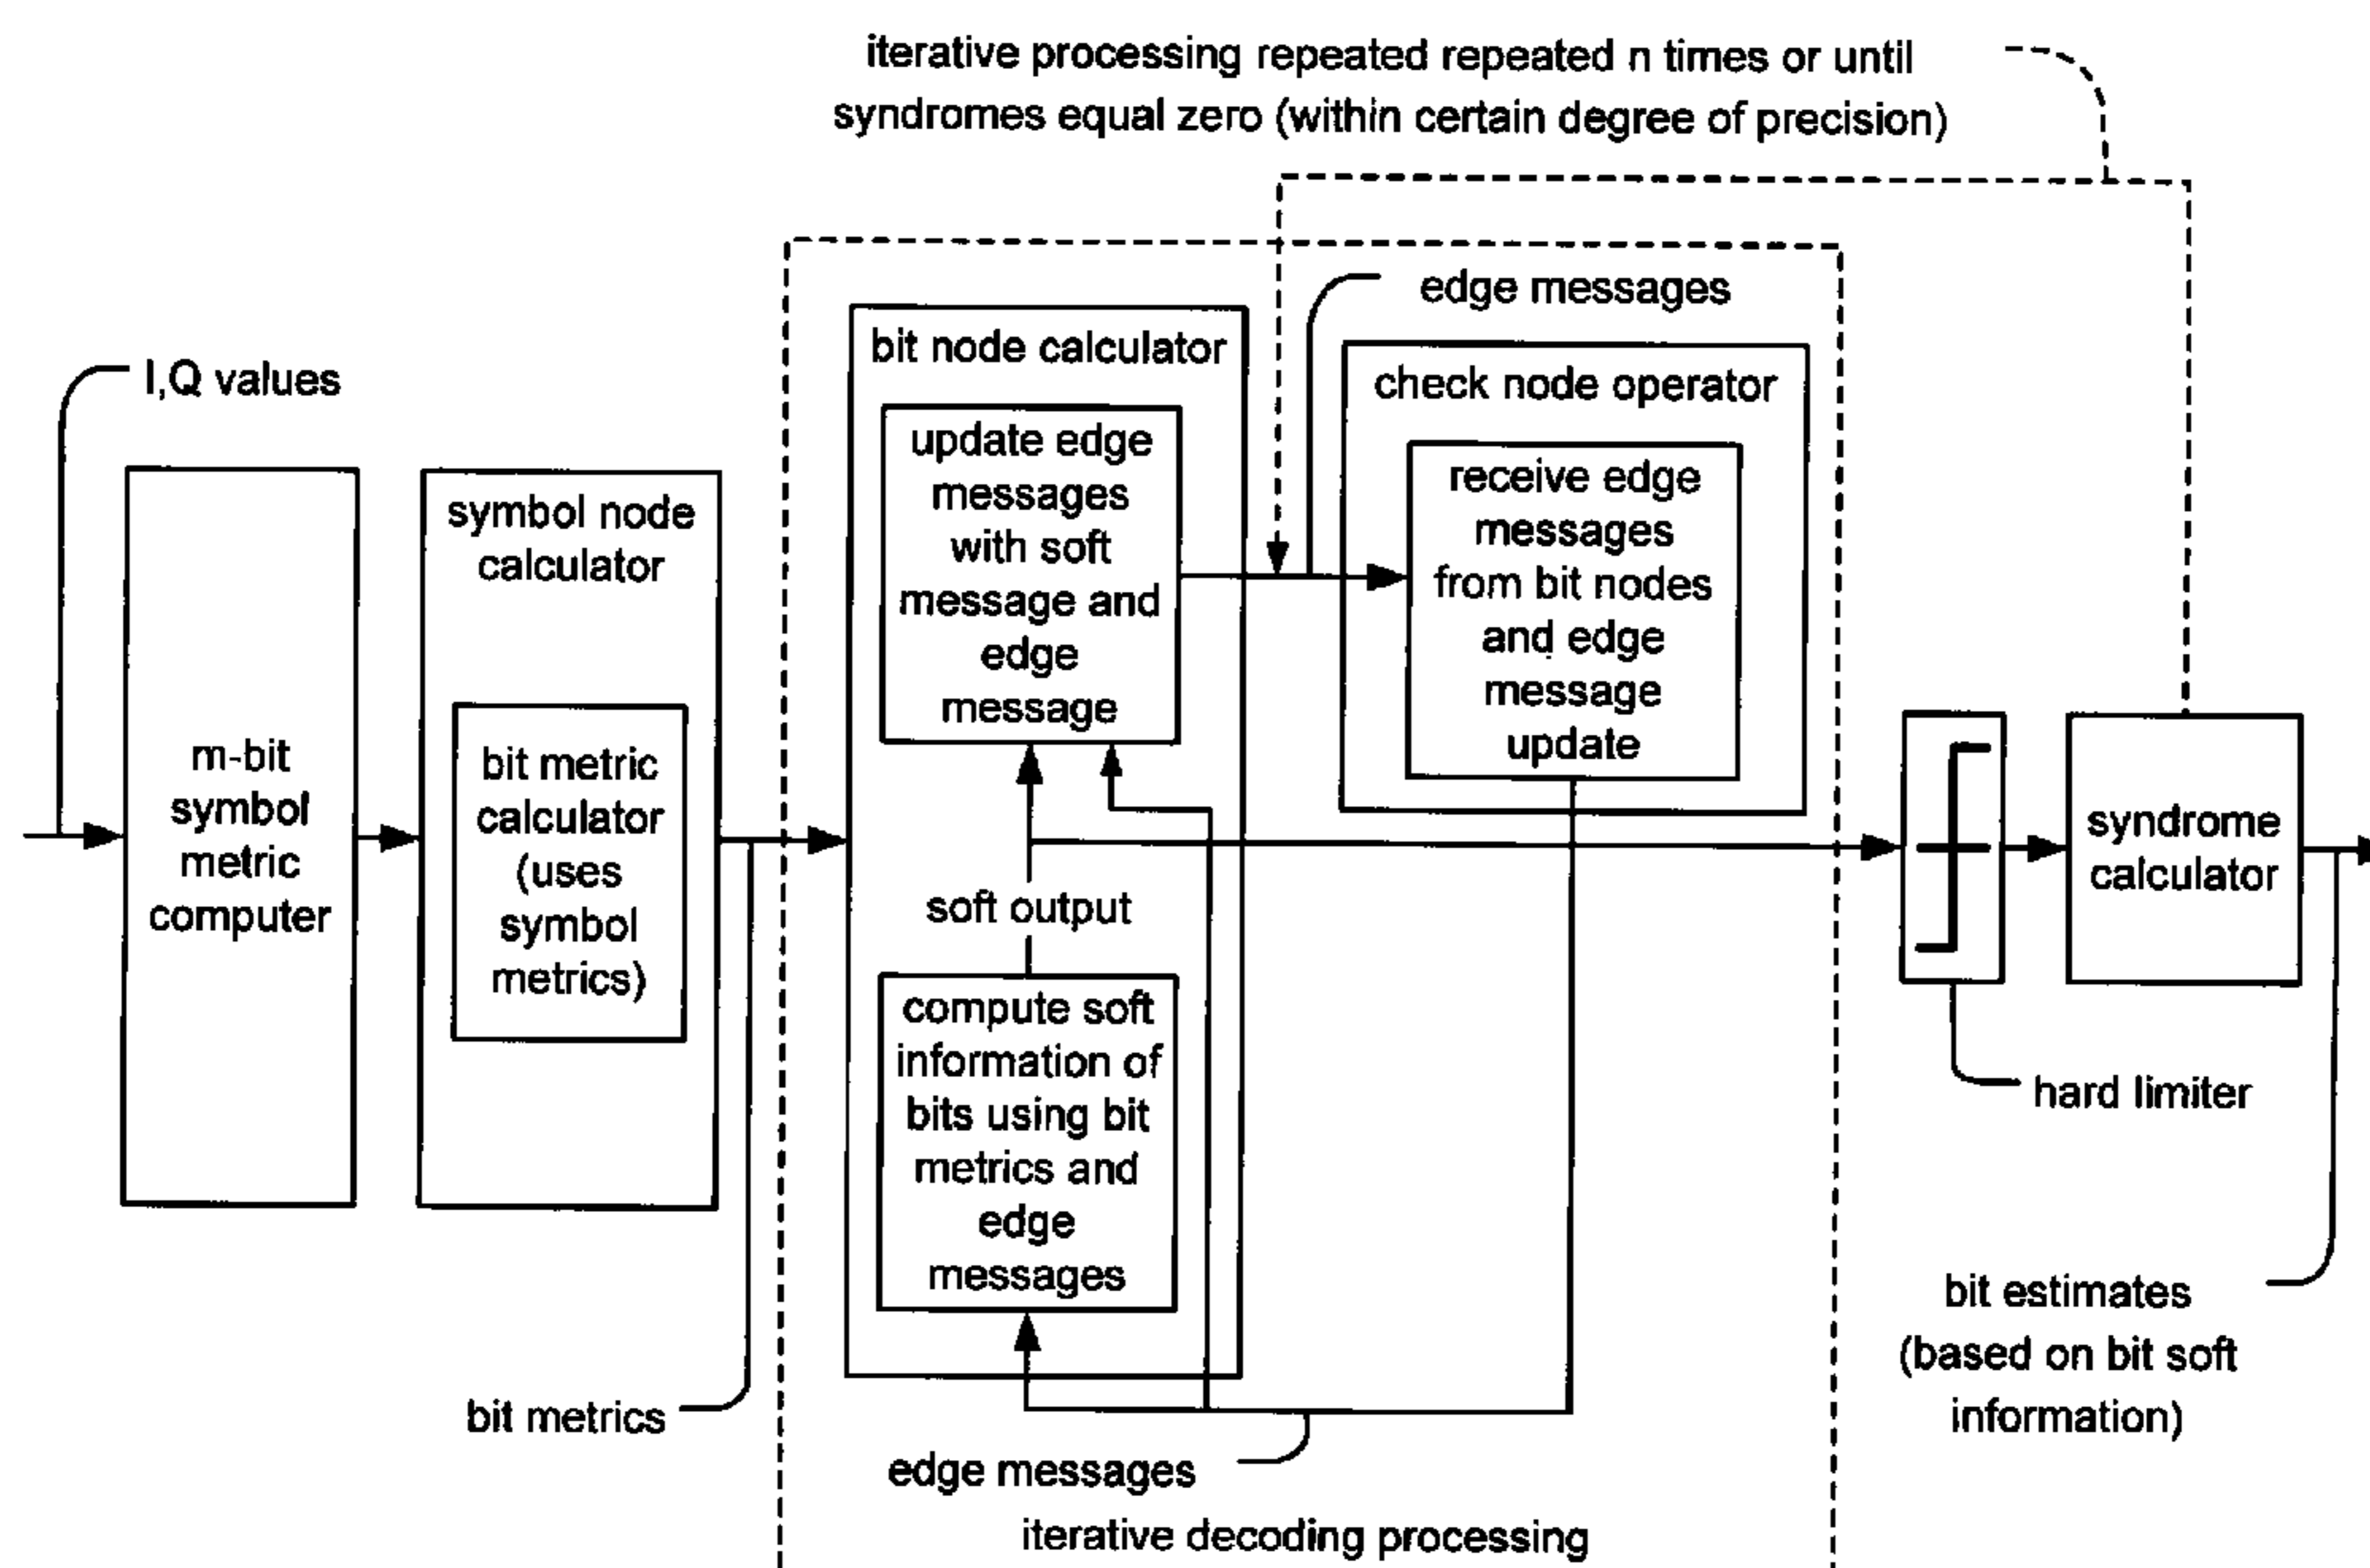 iterative processing repeated repeated n times or until
syndromes equal zero (within certain degree of precision)
I,Q values
m-bit
symbol
metric
computer
symbol node
calculator
bit metric
calculator
(uses
symbol
metrics)
bit metrics
bit node calculator
update edge
messages
with soft
message and
edge
message
soft output
compute soft
information of
bits using bit
metrics and
edge
messages
edge messages
check node operator
receive edge
messages
from bit nodes
and edge
message
update
edge messages
iterative decoding processing
hard limiter
syndrome
calculator
bit estimates
(based on bit soft
information)